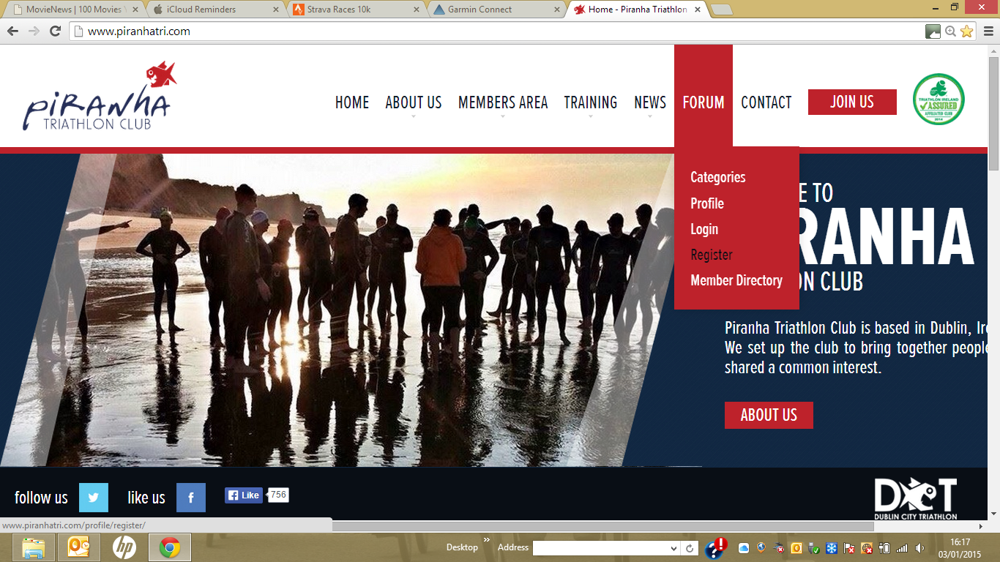 MovieNews | 100 Movies
iCloud Reminders
Strava Races 10k
Garmin Connect
Home - Piranha Triathlon
www.piranhatri.com
PIRANHA
TRIATHLON CLUB
HOME
ABOUT US
MEMBERS AREA
TRAINING
NEWS
FORUM
CONTACT
JOIN US
TRIATHLON IRELAND
ASSURED
AFFILIATED CLUB
2014
Categories
Profile
Login
Register
Member Directory
E TO
RANHA
ON CLUB
Piranha Triathlon Club is based in Dublin, Ire
We set up the club to bring together people
shared a common interest.
ABOUT US
follow us
like us
f
f Like
756
DCT
DUBLIN CITY TRIATHLON
www.piranhatri.com/profile/register/
hp
Desktop
Address
16:17
03/01/2015